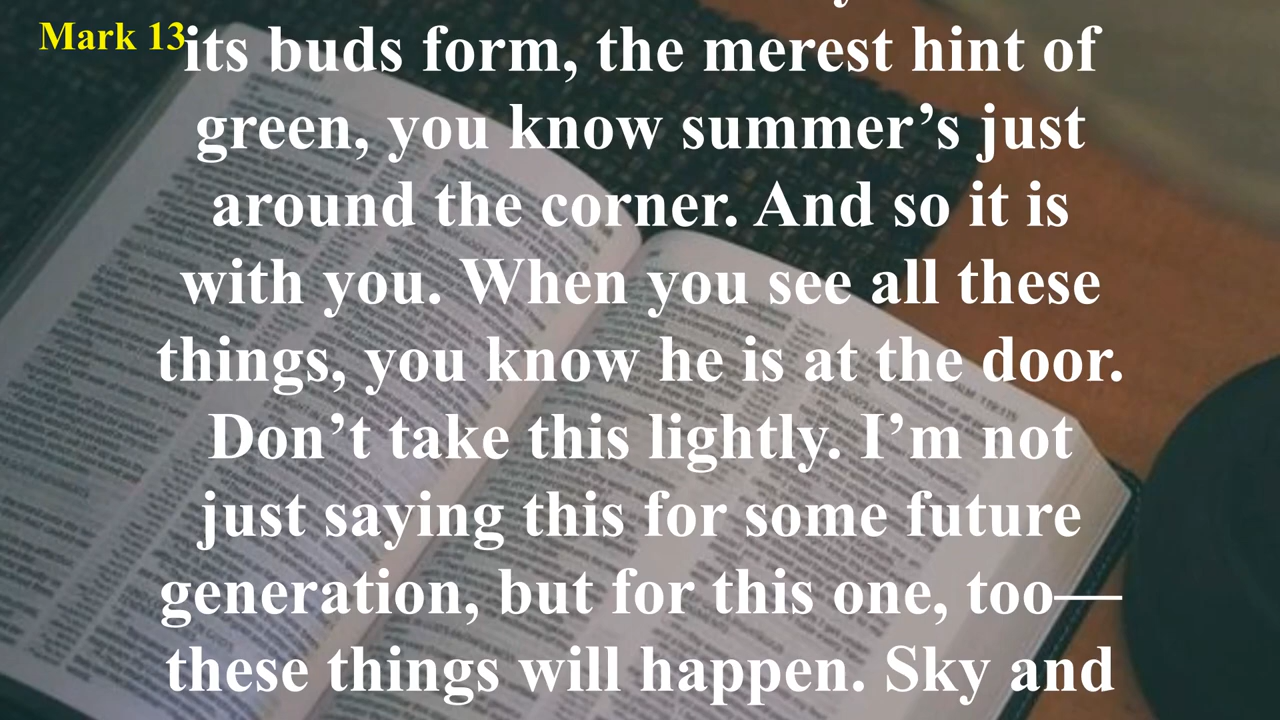 Mark 13
its buds form, the merest hint of
green, you know summer’s just
around the corner. And so it is
with you. When you see all these
things, you know he is at the door.
Don’t take this lightly. I’m not
just saying this for some future
generation, but for this one, too—
these things will happen. Sky and